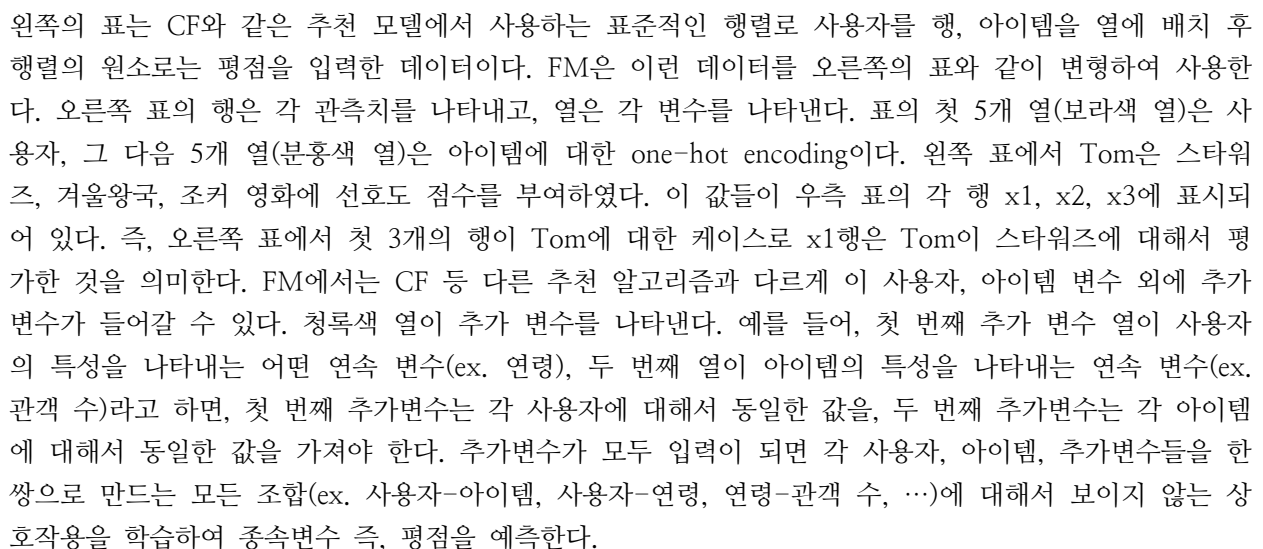 왼쪽의 표는 CF와 같은 추천 모델에서 사용하는 표준적인 행렬로 사용자를 행, 아이템을 열에 배치 후
행렬의 원소로는 평점을 입력한 데이터이다. FM은 이런 데이터를 오른쪽의 표와 같이 변형하여 사용한
다. 오른쪽 표의 행은 각 관측치를 나타내고, 열은 각 변수를 나타낸다. 표의 첫 5개 열(보라색 열)은 사
용자, 그 다음 5개 열(분홍색 열)은 아이템에 대한 one-hot encoding이다. 왼쪽 표에서 Tom은 스타워
즈, 겨울왕국, 조커 영화에 선호도 점수를 부여하였다. 이 값들이 우측 표의 각 행 x1, x2, x3에 표시되
어 있다. 즉, 오른쪽 표에서 첫 3개의 행이 Tom에 대한 케이스로 x1행은 Tom이 스타워즈에 대해서 평
가한 것을 의미한다. FM에서는 CF 등 다른 추천 알고리즘과 다르게 이 사용자, 아이템 변수 외에 추가
변수가 들어갈 수 있다. 청록색 열이 추가 변수를 나타낸다. 예를 들어, 첫 번째 추가 변수 열이 사용자
의 특성을 나타내는 어떤 연속 변수(ex. 연령), 두 번째 열이 아이템의 특성을 나타내는 연속 변수(ex.
관객 수)라고 하면, 첫 번째 추가변수는 각 사용자에 대해서 동일한 값을, 두 번째 추가변수는 각 아이템
에 대해서 동일한 값을 가져야 한다. 추가변수가 모두 입력이 되면 각 사용자, 아이템, 추가변수들을 한
쌍으로 만드는 모든 조합(ex. 사용자-아이템, 사용자-연령, 연령-관객 수, …)에 대해서 보이지 않는 상
호작용을 학습하여 종속변수 즉, 평점을 예측한다.